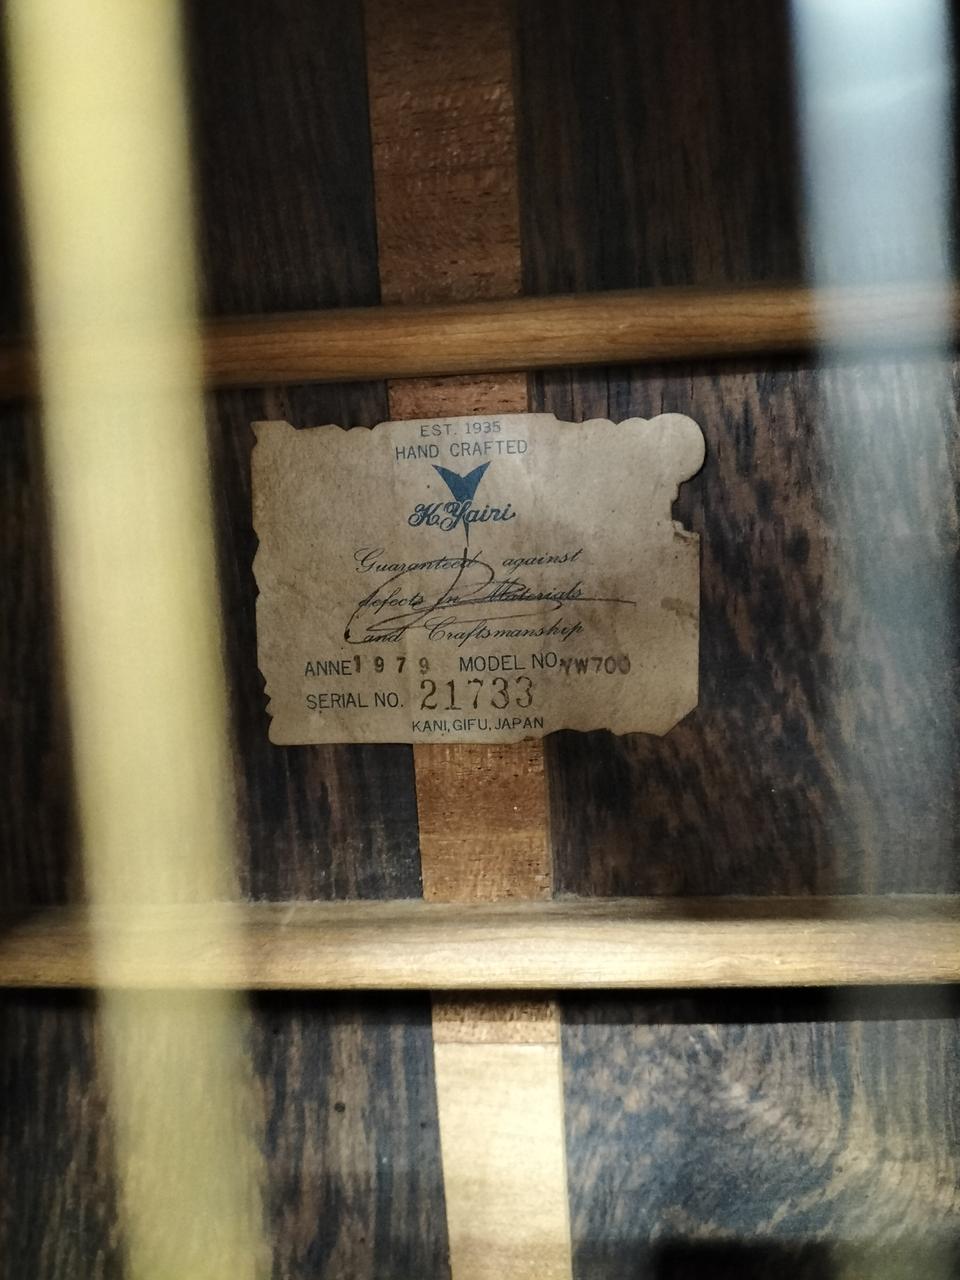 EST. 1935
HAND CRAFTED
K.Yairi
Guaranteed against
defects In Materials
and Craftsmanship
ANNE 1979 MODEL NO. YW700
SERIAL NO. 21733
KANI, GIFU, JAPAN